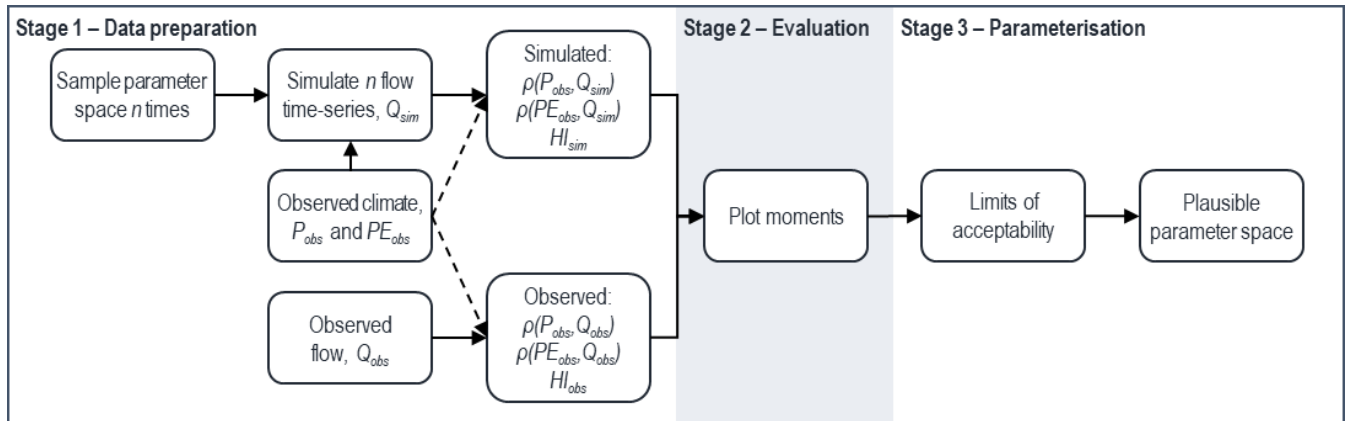 Stage 1 – Data preparation
Sample parameter
space n times
Simulate n flow
time-series, Qsim
Observed climate,
Pobs and PEobs
Observed
flow, Qobs
Simulated:
ρ(Pobs,Qsim)
ρ(PEobs,Qsim)
HIsim
Observed:
ρ(Pobs,Qobs)
ρ(PEobs,Qobs)
HIobs
Stage 2 – Evaluation
Plot moments
Stage 3 – Parameterisation
Limits of
acceptability
Plausible
parameter space